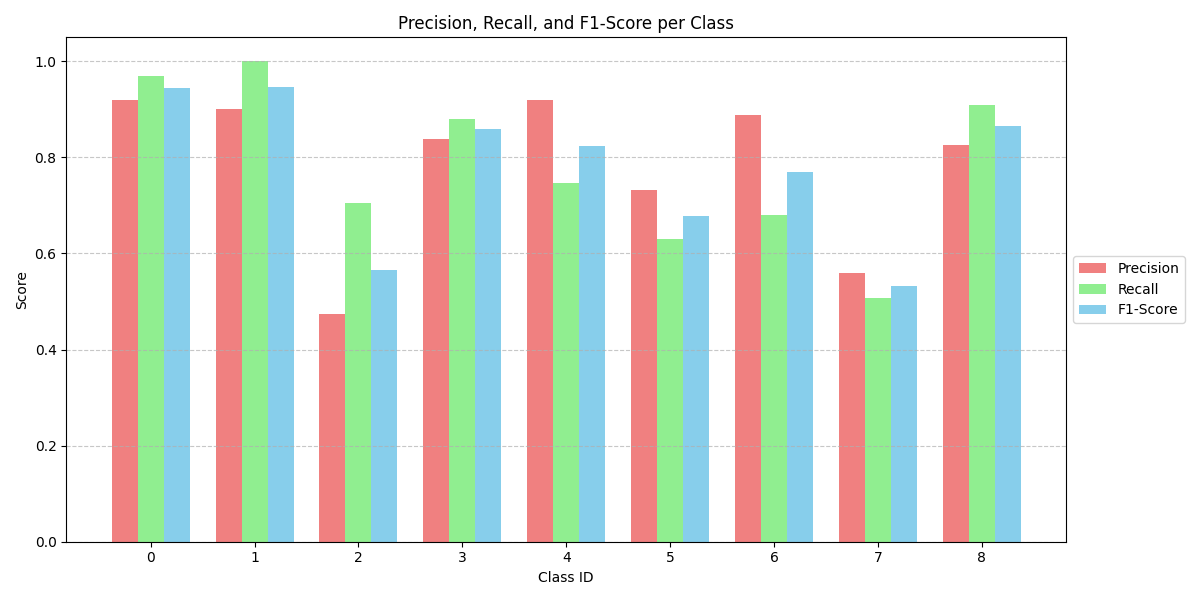 Precision, Recall, and F1-Score per Class
1.0
0.8
0.6
0.4
0.2
0.0
Score
0 1 2 3 4 5 6 7 8
Class ID
Precision
Recall
F1-Score